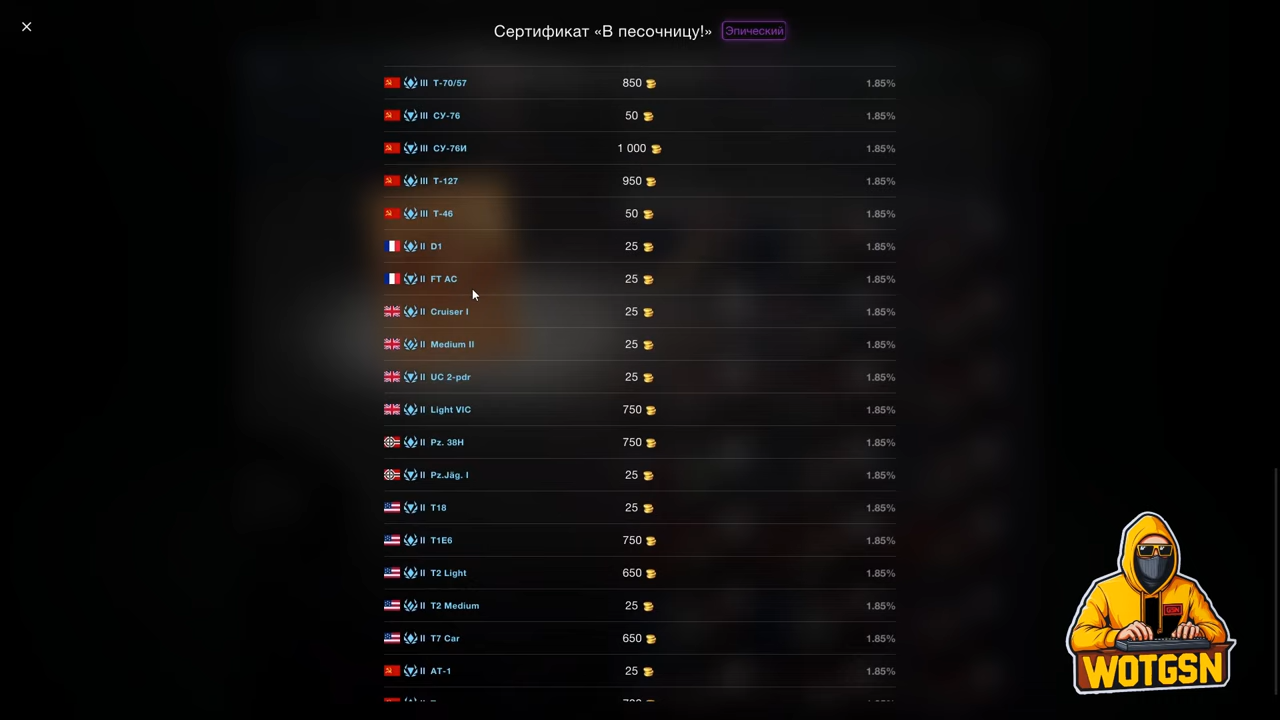 Сертификат «В песочницу!» Эпический
III Т-70/57 850 1.85%
III СУ-76 50 1.85%
III СУ-76И 1 000 1.85%
III Т-127 950 1.85%
III Т-46 50 1.85%
II D1 25 1.85%
II FT AC 25 1.85%
II Cruiser I 25 1.85%
II Medium II 25 1.85%
II UC 2-pdr 25 1.85%
II Light VIC 750 1.85%
II Pz. 38H 750 1.85%
II Pz.Jäg. I 25 1.85%
II T18 25 1.85%
II T1E6 750 1.85%
II T2 Light 650 1.85%
II T2 Medium 25 1.85%
II T7 Car 650 1.85%
II АТ-1 25 1.85%
GSN
WOTGSN